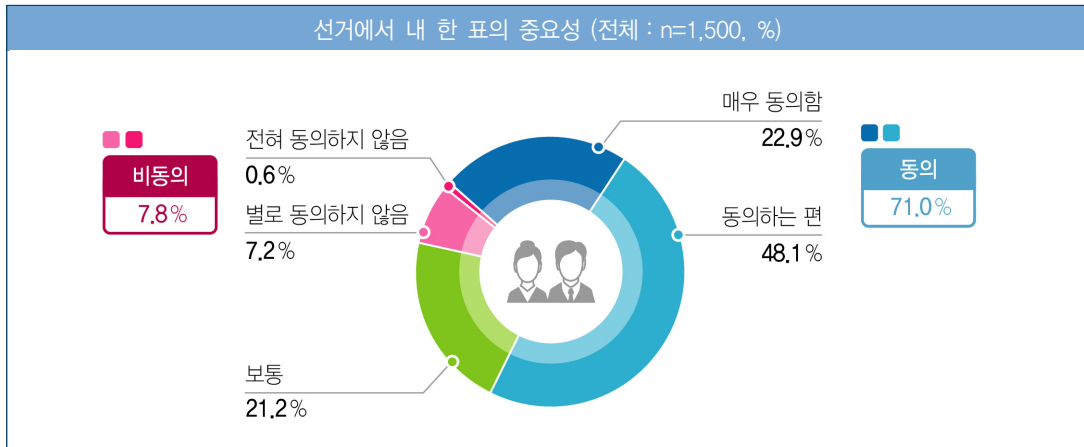 선거에서 내 한 표의 중요성 (전체 : n=1,500, %)
매우 동의함
22.9%
동의
71.0%
동의하는 편
48.1%
전혀 동의하지 않음
0.6%
비동의
7.8%
별로 동의하지 않음
7.2%
보통
21.2%